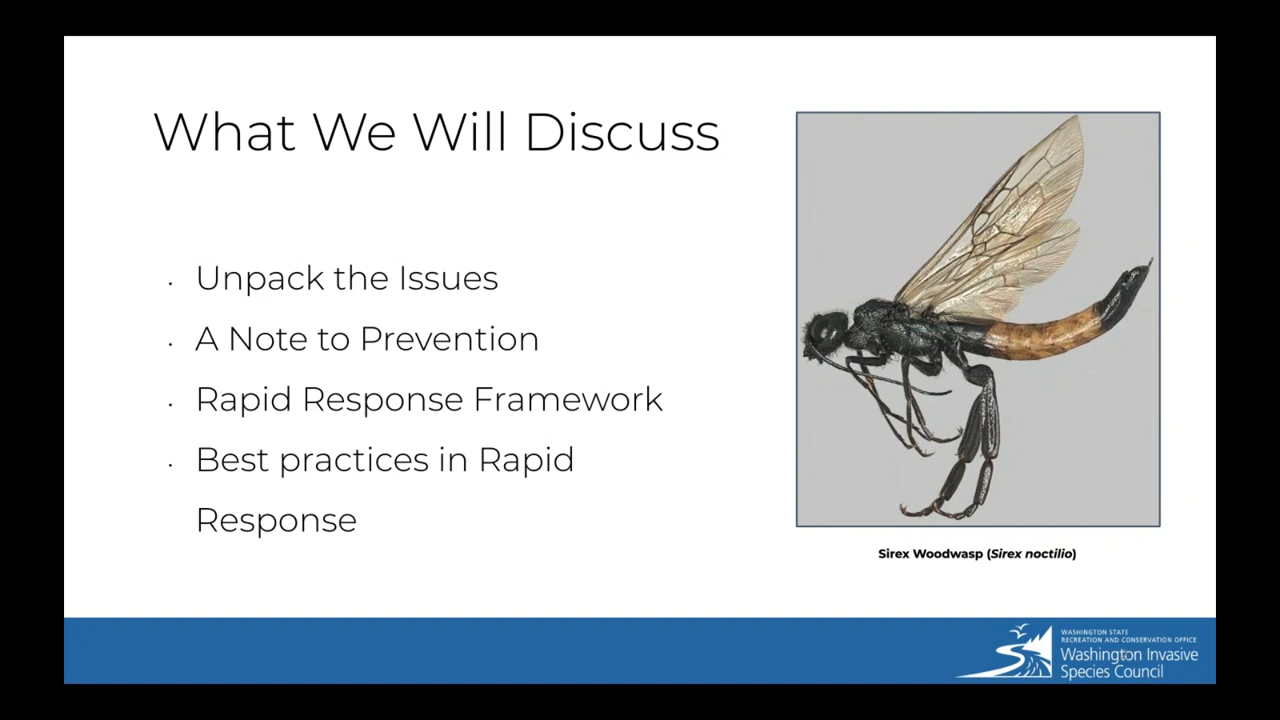 What We Will Discuss
· Unpack the Issues
· A Note to Prevention
· Rapid Response Framework
· Best practices in Rapid
Response
Sirex Woodwasp (Sirex noctilio)
WASHINGTON STATE
RECREATION AND CONSERVATION OFFICE
Washington Invasive
Species Council